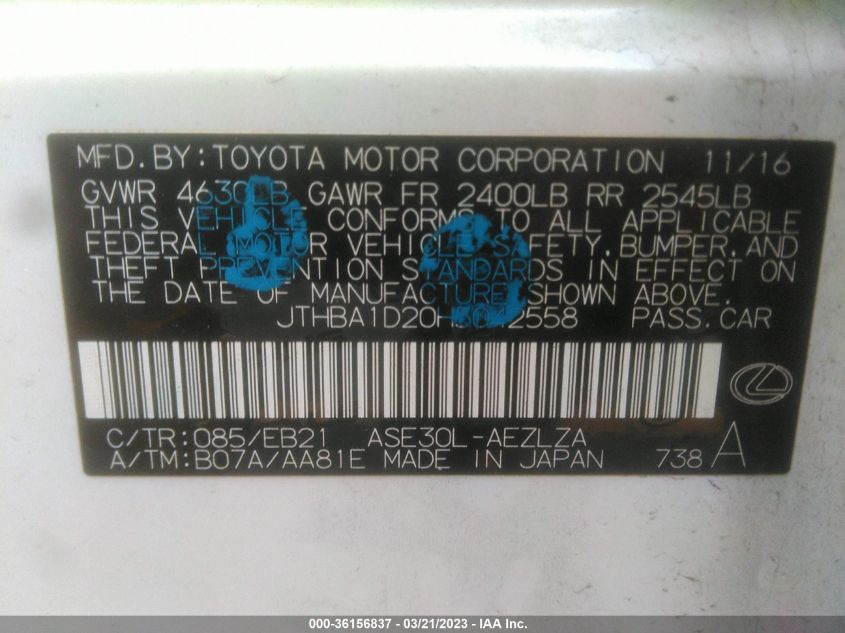 MFD.BY:TOYOTA MOTOR CORPORATION 11/16
GVWR 4630LB GAWR FR 2400LB RR 2545LB
THIS VEHICLE CONFORMS TO ALL APPLICABLE
FEDERAL MOTOR VEHICLE SAFETY,BUMPER,AND
THEFT PREVENTION STANDARDS IN EFFECT ON
THE DATE OF MANUFACTURE SHOWN ABOVE.
JTHBA1D20H5042558 PASS.CAR
C/TR:085/EB21 ASE30L-AEZLZA
A/TM:B07A/AA81E MADE IN JAPAN 738 A
000-36156837 - 03/21/2023 - IAA Inc.